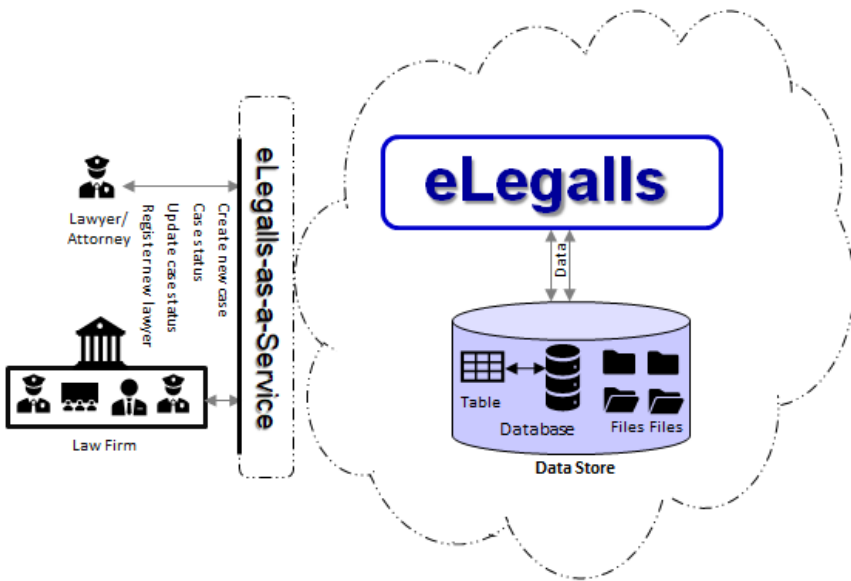 eLegalls
Data
Lawyer/
Attorney
Create new case
Case status
Update case status
Register new lawyer
eLegalls-as-a-Service
Law Firm
Table
Database
Files Files
Data Store